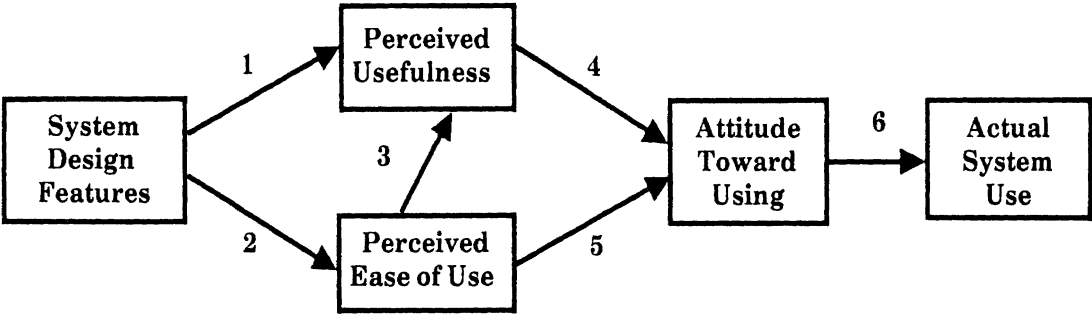 System
Design
Features
1
2
Perceived
Usefulness
3
Perceived
Ease of Use
4
5
Attitude
Toward
Using
6
Actual
System
Use